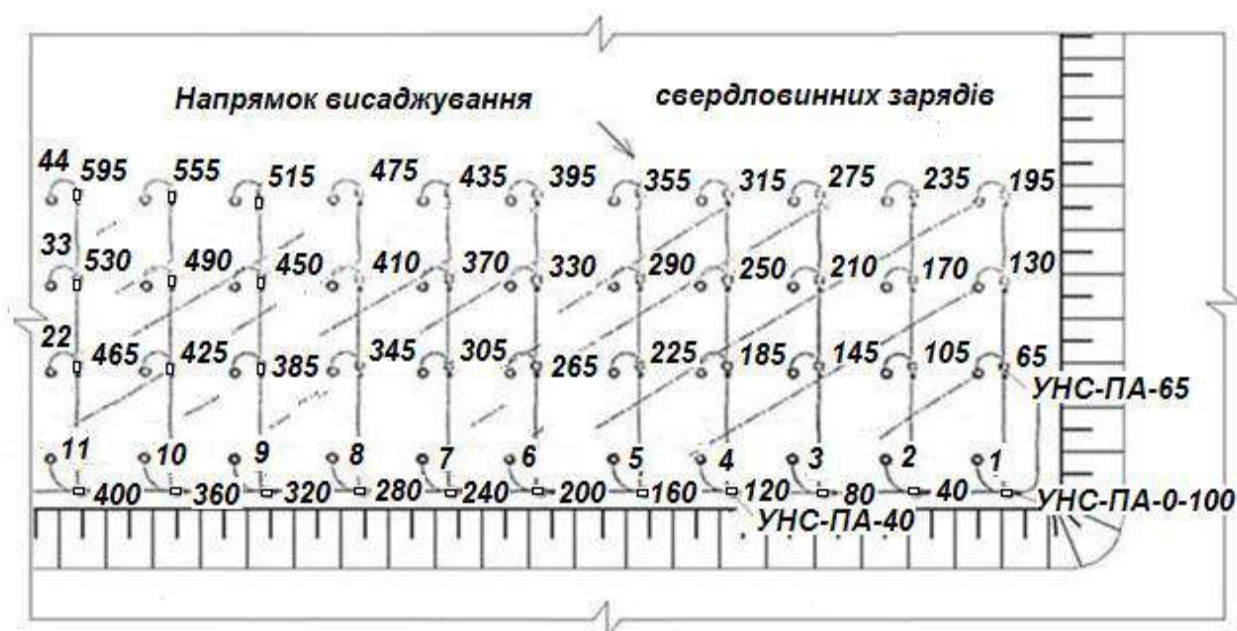 Напрямок висаджування свердловинних зарядів
44 595 555 515 475 435 395 355 315 275 235 195
33 530 490 450 410 370 330 290 250 210 170 130
22 465 425 385 345 305 265 225 185 145 105 65
УНС-ПА-65
11 10 9 8 7 6 5 4 3 2 1
400 360 320 280 240 200 160 120 80 40 УНС-ПА-0-100
УНС-ПА-40